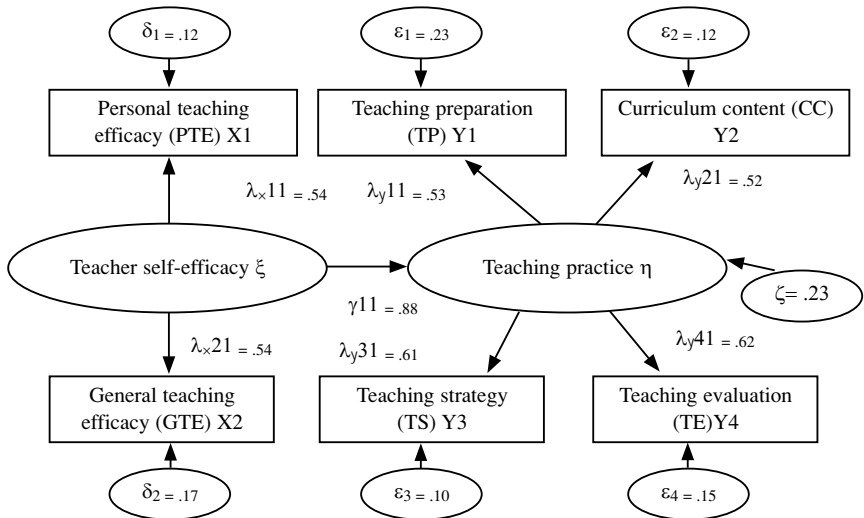 δ1 = .12
ε1 = .23
ε2 = .12
Personal teaching
efficacy (PTE) X1
Teaching preparation
(TP) Y1
Curriculum content (CC)
Y2
λx11 = .54
λy11 = .53
λy21 = .52
Teacher self-efficacy ξ
Teaching practice η
ζ= .23
γ11 = .88
λx21 = .54
λy31 = .61
λy41 = .62
General teaching
efficacy (GTE) X2
Teaching strategy
(TS) Y3
Teaching evaluation
(TE)Y4
δ2 = .17
ε3 = .10
ε4 = .15